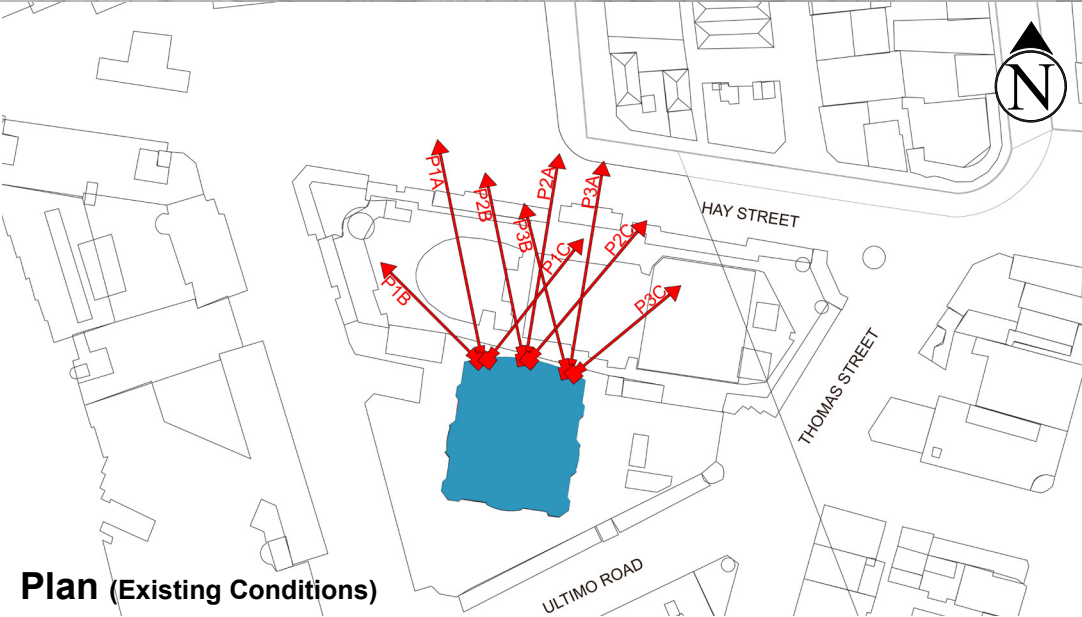 N
P1A
P2B
P2A
P3A
P3B
P1C
P2C
P1B
P3C
HAY STREET
THOMAS STREET
ULTIMO ROAD
Plan (Existing Conditions)